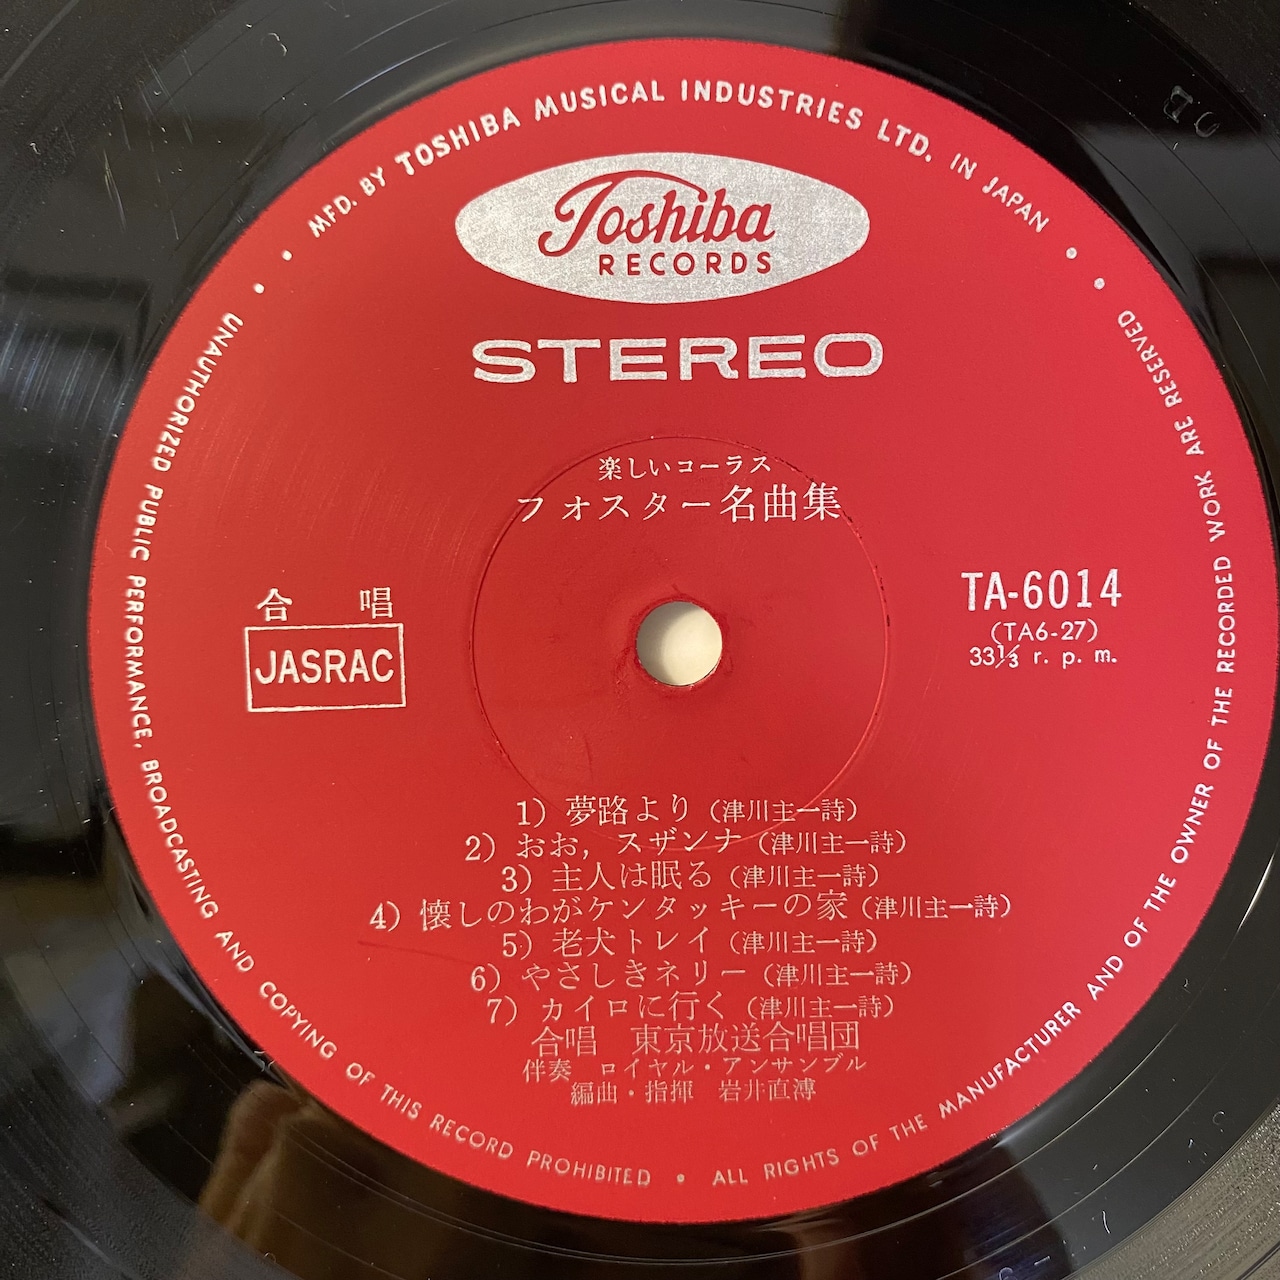 MFD. BY TOSHIBA MUSICAL INDUSTRIES LTD. IN JAPAN
Toshiba
RECORDS
STEREO
楽しいコーラス
フォスター名曲集
合唱
JASRAC
TA-6014
(TA6-27)
33⅓ r. p. m.
1) 夢路より (津川主一詩)
2) おお, スザンナ (津川主一詩)
3) 主人は眠る (津川主一詩)
4) 懐しのわがケンタッキーの家 (津川主一詩)
5) 老犬トレイ (津川主一詩)
6) やさしきネリー (津川主一詩)
7) カイロに行く (津川主一詩)
合唱 東京放送合唱団
伴奏 ロイヤル・アンサンブル
編曲・指揮 岩井直溥
UNAUTHORIZED PUBLIC PERFORMANCE, BROADCASTING AND COPYING OF THIS RECORD PROHIBITED • ALL RIGHTS OF THE MANUFACTURER AND OF THE OWNER OF THE RECORDED WORK ARE RESERVED